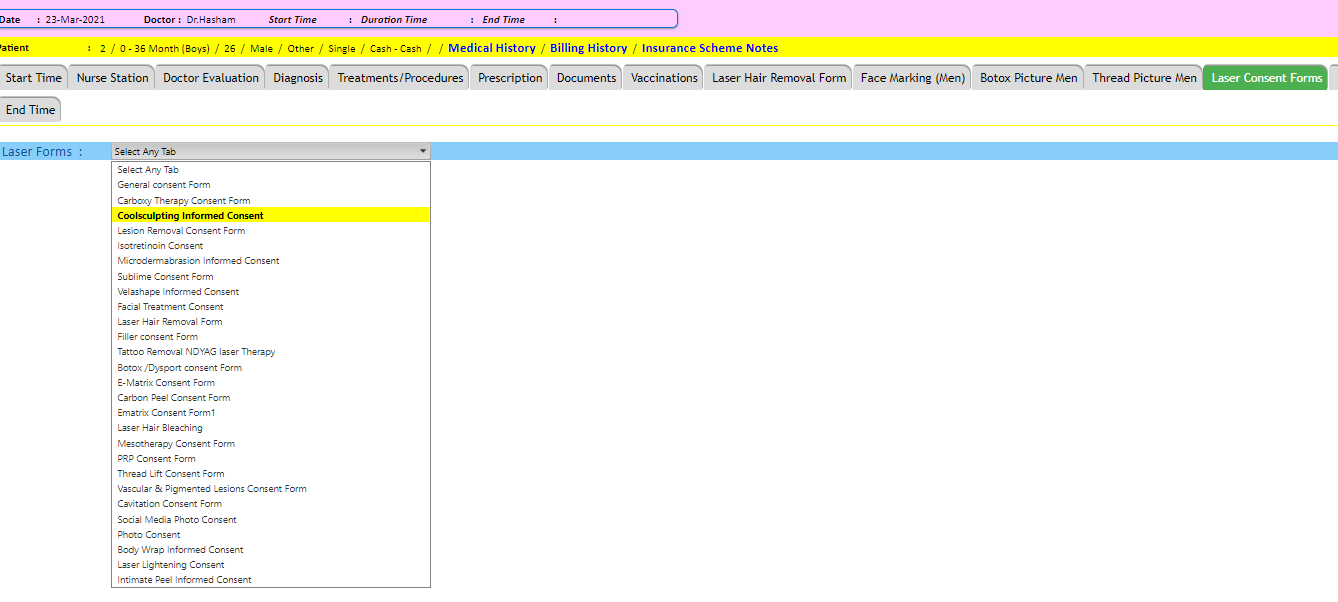 Date : 23-Mar-2021 Doctor : Dr.Hasham Start Time : Duration Time : End Time :
Patient : 2 / 0 - 36 Month (Boys) / 26 / Male / Other / Single / Cash - Cash / / Medical History / Billing History / Insurance Scheme Notes
Start Time Nurse Station Doctor Evaluation Diagnosis Treatments/Procedures Prescription Documents Vaccinations Laser Hair Removal Form Face Marking (Men) Botox Picture Men Thread Picture Men Laser Consent Forms
End Time
Laser Forms : Select Any Tab
Select Any Tab
General consent Form
Carboxy Therapy Consent Form
Coolsculpting Informed Consent
Lesion Removal Consent Form
Isotretinoin Consent
Microdermabrasion Informed Consent
Sublime Consent Form
Velashape Informed Consent
Facial Treatment Consent
Laser Hair Removal Form
Filler consent Form
Tattoo Removal NDYAG laser Therapy
Botox /Dysport consent Form
E-Matrix Consent Form
Carbon Peel Consent Form
Ematrix Consent Form1
Laser Hair Bleaching
Mesotherapy Consent Form
PRP Consent Form
Thread Lift Consent Form
Vascular & Pigmented Lesions Consent Form
Cavitation Consent Form
Social Media Photo Consent
Photo Consent
Body Wrap Informed Consent
Laser Lightening Consent
Intimate Peel Informed Consent